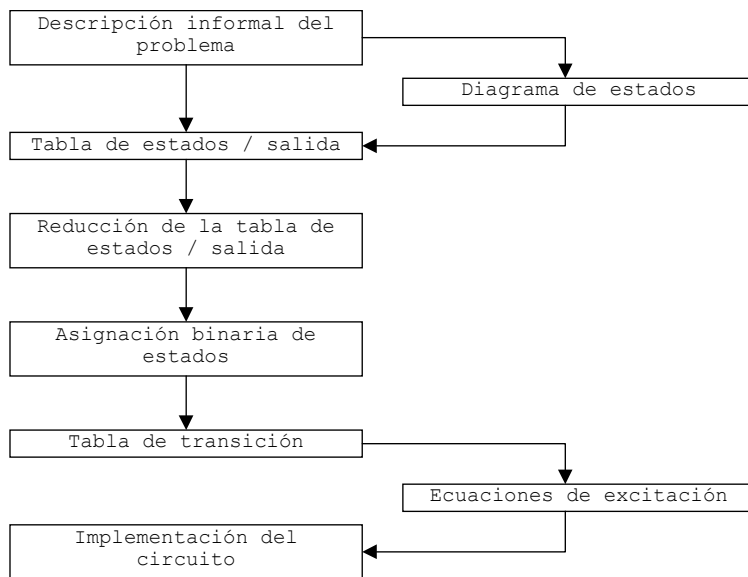 Descripción informal del
problema
Diagrama de estados
Tabla de estados / salida
Reducción de la tabla de
estados / salida
Asignación binaria de
estados
Tabla de transición
Ecuaciones de excitación
Implementación del
circuito